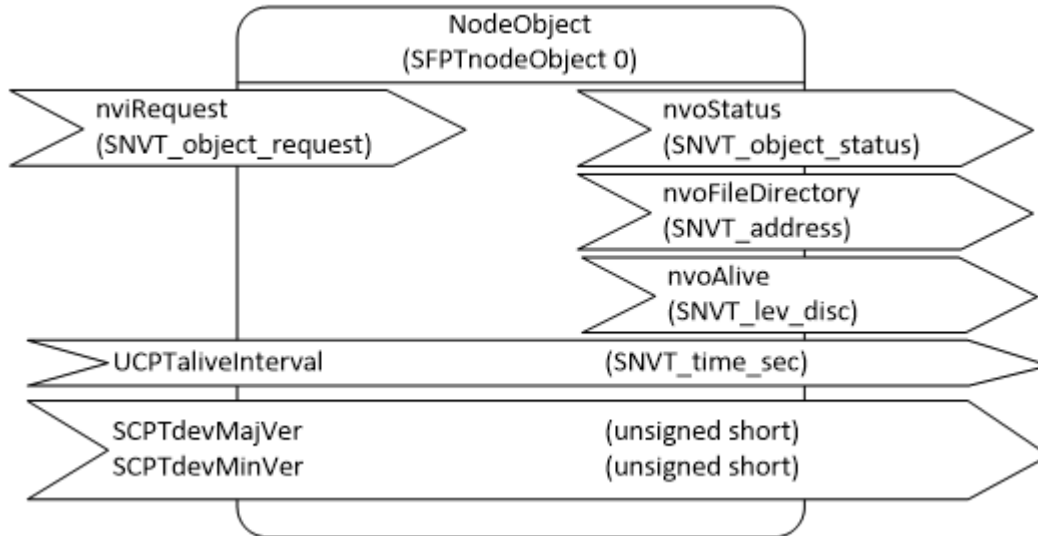 NodeObject
(SFPTnodeObject 0)
nviRequest
(SNVT_object_request)
nvoStatus
(SNVT_object_status)
nvoFileDirectory
(SNVT_address)
nvoAlive
(SNVT_lev_disc)
UCPTaliveInterval (SNVT_time_sec)
SCPTdevMajVer (unsigned short)
SCPTdevMinVer (unsigned short)